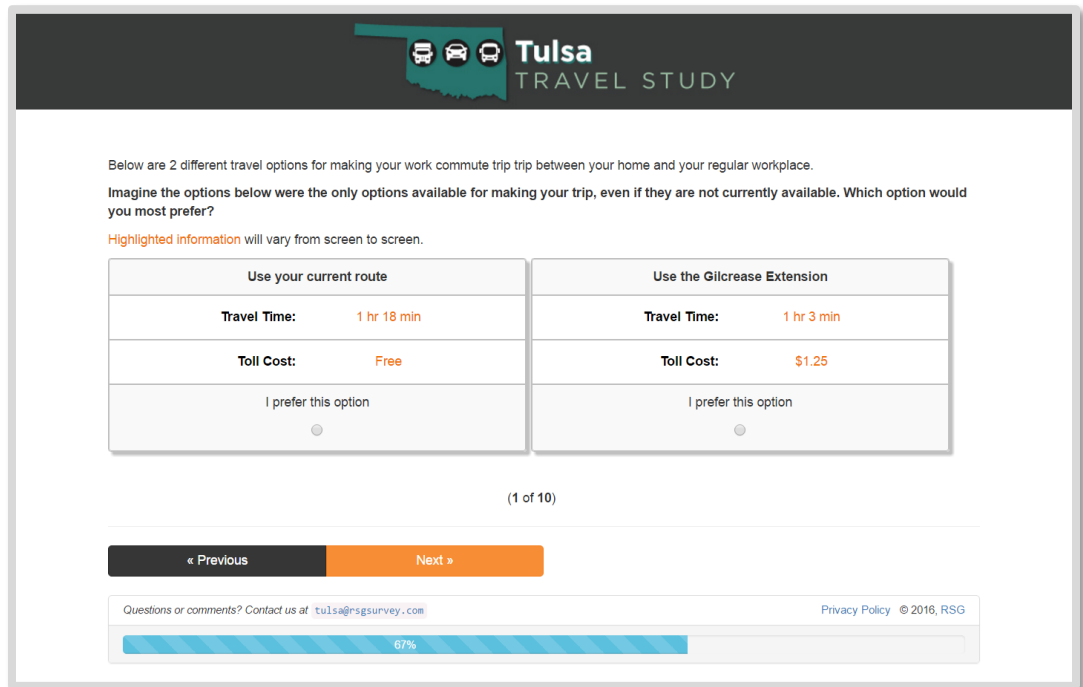 Tulsa
TRAVEL STUDY
Below are 2 different travel options for making your work commute trip trip between your home and your regular workplace.
Imagine the options below were the only options available for making your trip, even if they are not currently available. Which option would
you most prefer?
Highlighted information will vary from screen to screen.
Use your current route
Use the Gilcrease Extension
Travel Time: 1 hr 18 min
Travel Time: 1 hr 3 min
Toll Cost: Free
Toll Cost: $1.25
I prefer this option
I prefer this option
(1 of 10)
« Previous
Next »
Questions or comments? Contact us at tulsa@rsgsurvey.com
Privacy Policy © 2016, RSG
67%